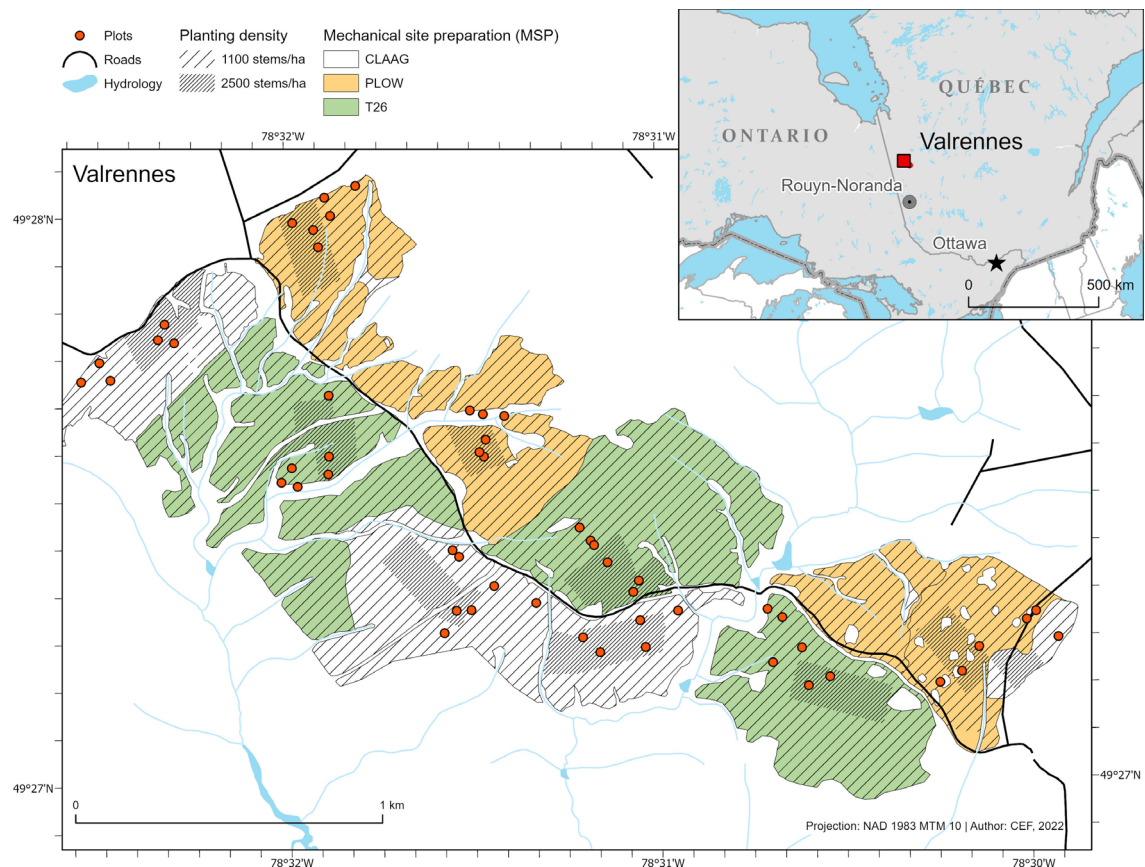 Plots
Roads
Hydrology
Planting density
1100 stems/ha
2500 stems/ha
Mechanical site preparation (MSP)
CLAAG
PLOW
T26
QUÉBEC
ONTARIO
Valrennes
Rouyn-Noranda
Ottawa
0 500 km
78°32'W 78°31'W
Valrennes
49°28'N
49°27'N 49°27'N
0 1 km
Projection: NAD 1983 MTM 10 | Author: CEF, 2022
78°32'W 78°31'W 78°30'W